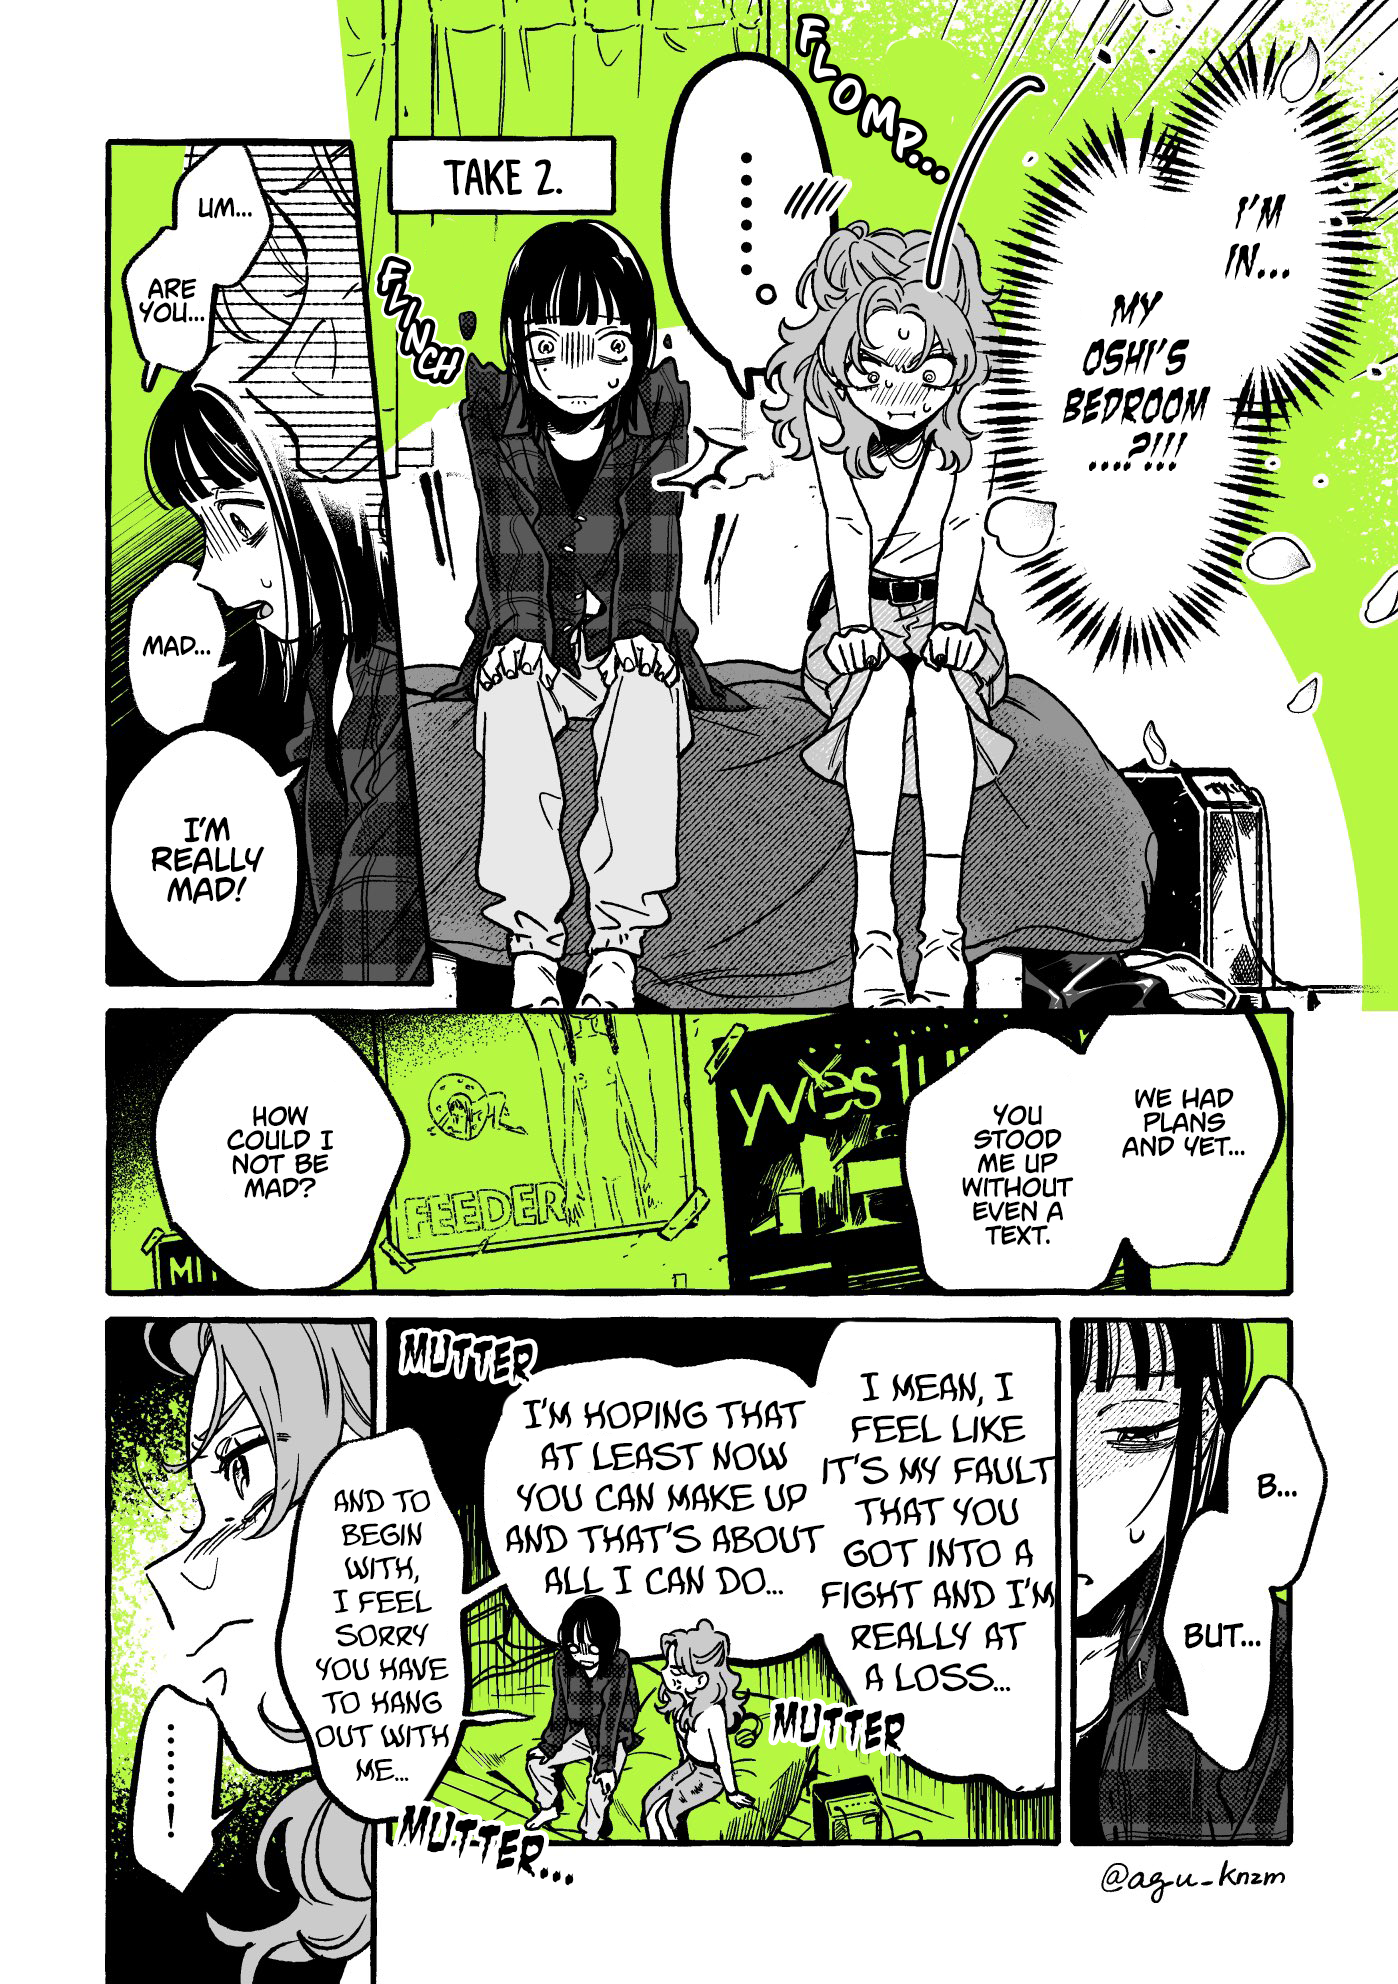 I'M
IN...
MY
OSHI'S
BEDROOM
....?!!!
FLOMP...
TAKE 2.
FLINCH
UM...
ARE
YOU...
MAD...
I'M
REALLY
MAD!
WE HAD
PLANS
AND YET...
YOU
STOOD
ME UP
WITHOUT
EVEN A
TEXT.
HOW
COULD I
NOT BE
MAD?
FEEDER
B...
BUT...
I MEAN, I
FEEL LIKE
IT'S MY FAULT
THAT YOU
GOT INTO A
FIGHT AND I'M
REALLY AT
A LOSS...
I'M HOPING THAT
AT LEAST NOW
YOU CAN MAKE UP
AND THAT'S ABOUT
ALL I CAN DO...
MUTTER
MUTTER
AND TO
BEGIN
WITH,
I FEEL
SORRY
YOU HAVE
TO HANG
OUT WITH
ME...
MUTTER...
......!
@agu_knzm